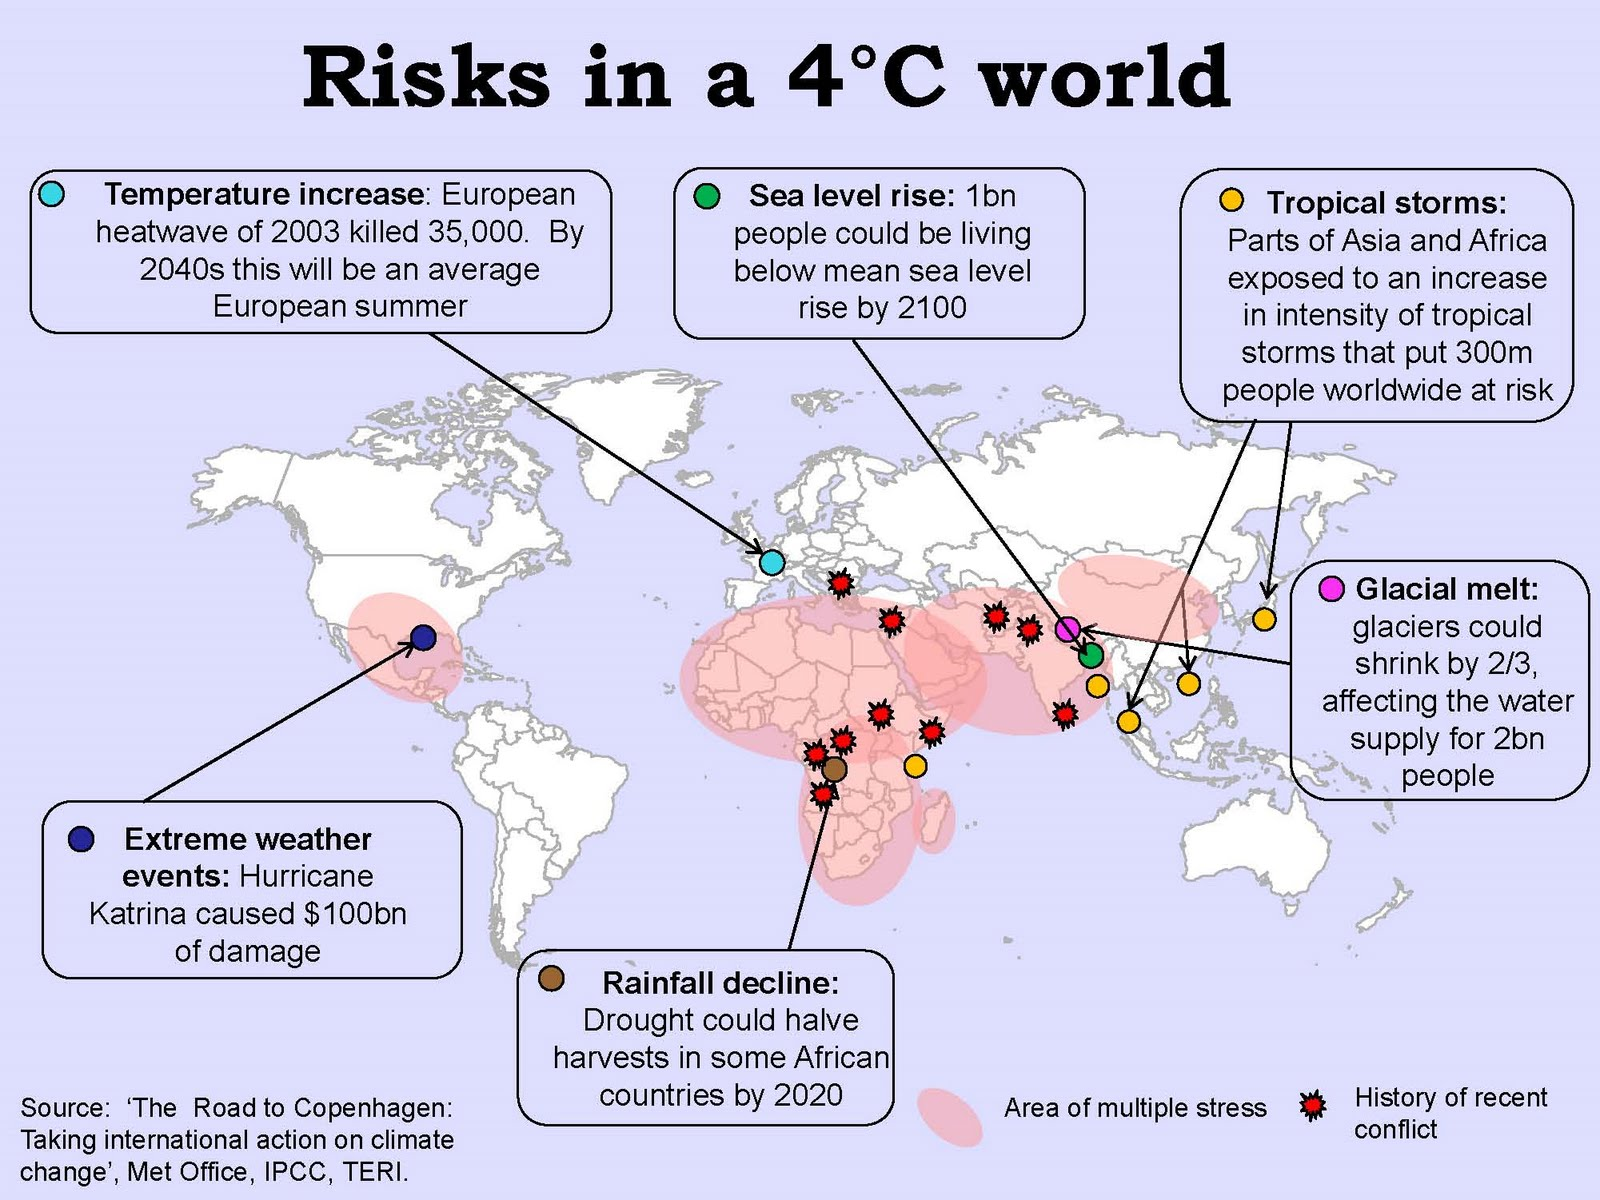 Risks in a 4°C world
Temperature increase: European
heatwave of 2003 killed 35,000. By
2040s this will be an average
European summer
Sea level rise: 1bn
people could be living
below mean sea level
rise by 2100
Tropical storms:
Parts of Asia and Africa
exposed to an increase
in intensity of tropical
storms that put 300m
people worldwide at risk
Glacial melt:
glaciers could
shrink by 2/3,
affecting the water
supply for 2bn
people
Extreme weather
events: Hurricane
Katrina caused $100bn
of damage
Rainfall decline:
Drought could halve
harvests in some African
countries by 2020
Source: ‘The Road to Copenhagen:
Taking international action on climate
change’, Met Office, IPCC, TERI.
Area of multiple stress
History of recent
conflict